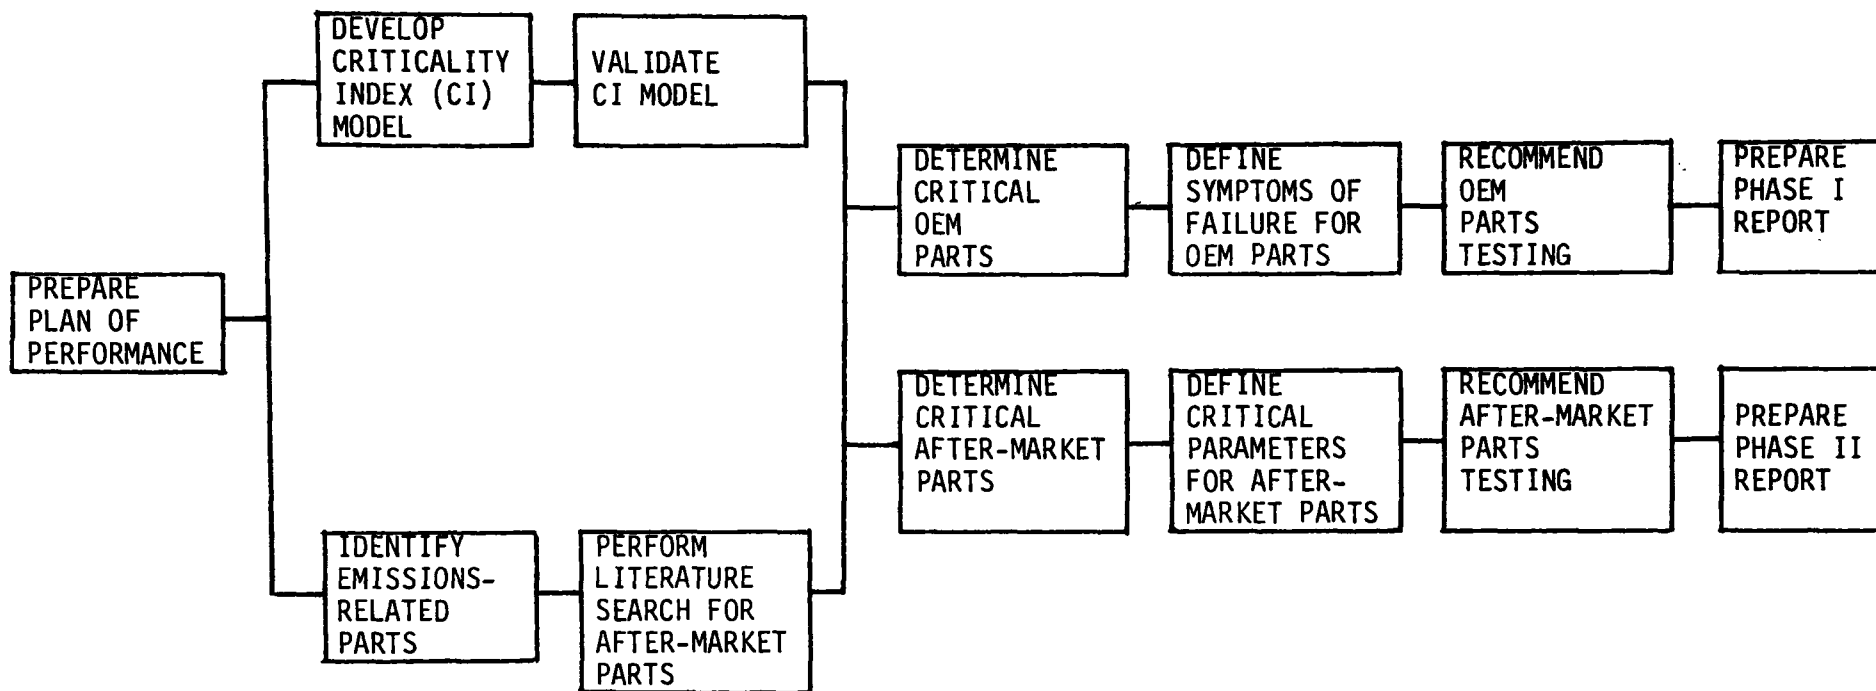 DEVELOP
CRITICALITY
INDEX (CI)
MODEL
VALIDATE
CI MODEL
PREPARE
PLAN OF
PERFORMANCE
IDENTIFY
EMISSIONS-
RELATED
PARTS
PERFORM
LITERATURE
SEARCH FOR
AFTER-MARKET
PARTS
DETERMINE
CRITICAL
OEM
PARTS
DEFINE
SYMPTOMS OF
FAILURE FOR
OEM PARTS
RECOMMEND
OEM
PARTS
TESTING
PREPARE
PHASE I
REPORT
DETERMINE
CRITICAL
AFTER-MARKET
PARTS
DEFINE
CRITICAL
PARAMETERS
FOR AFTER-
MARKET PARTS
RECOMMEND
AFTER-MARKET
PARTS
TESTING
PREPARE
PHASE II
REPORT